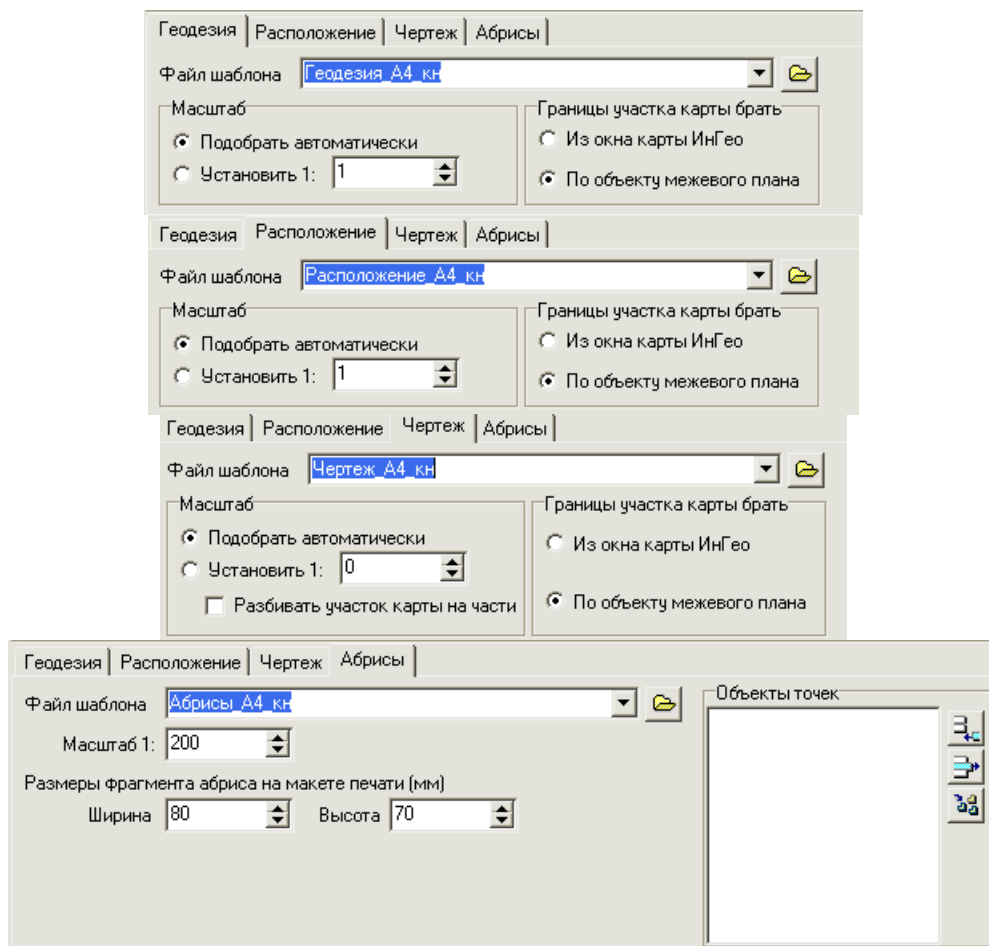 Геодезия Расположение Чертеж Абрисы
Файл шаблона Геодезия_А4_кн
Масштаб Границы участка карты брать
Подобрать автоматически Из окна карты ИнГео
Установить 1: 1 По объекту межевого плана
Геодезия Расположение Чертеж Абрисы
Файл шаблона Расположение_А4_кн
Масштаб Границы участка карты брать
Подобрать автоматически Из окна карты ИнГео
Установить 1: 1 По объекту межевого плана
Геодезия Расположение Чертеж Абрисы
Файл шаблона Чертеж_А4_кн
Масштаб Границы участка карты брать
Подобрать автоматически Из окна карты ИнГео
Установить 1: 0
Разбивать участок карты на части По объекту межевого плана
Геодезия Расположение Чертеж Абрисы
Файл шаблона Абрисы_А4_кн Объекты точек
Масштаб 1: 200
Размеры фрагмента абриса на макете печати (мм)
Ширина 80 Высота 70